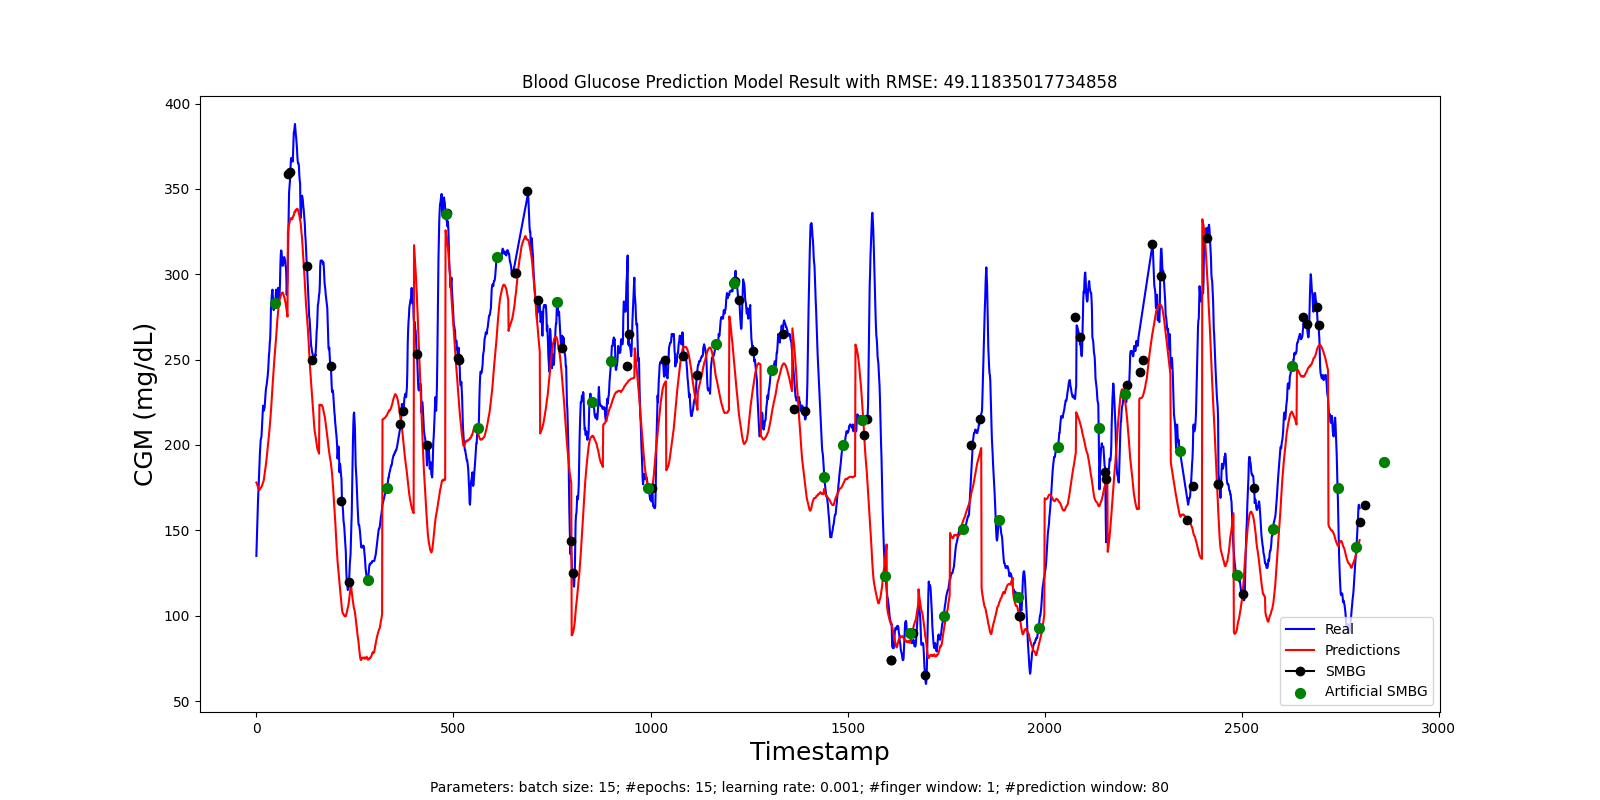 Blood Glucose Prediction Model Result with RMSE: 49.11835017734858
400
350
300
250
200
150
100
50
CGM (mg/dL)
0 500 1000 1500 2000 2500 3000
Timestamp
Real
Predictions
SMBG
Artificial SMBG
Parameters: batch size: 15; #epochs: 15; learning rate: 0.001; #finger window: 1; #prediction window: 80